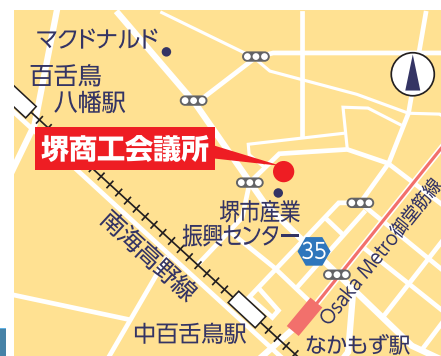 マクドナルド
百舌鳥
八幡駅
堺商工会議所
堺市産業
振興センター
35
南海高野線
Osaka Metro御堂筋線
中百舌鳥駅
なかもず駅